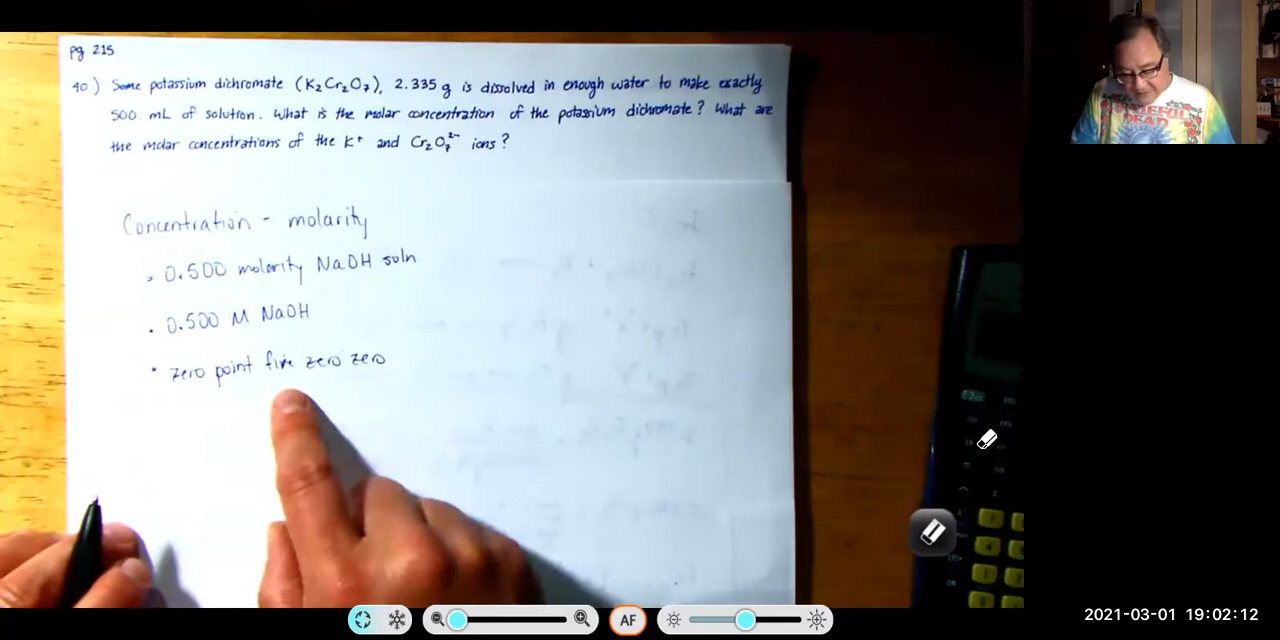 pg 215
40) Some potassium dichromate (K₂Cr₂O₇), 2.335 g is dissolved in enough water to make exactly
500 mL of solution. What is the molar concentration of the potassium dichromate? What are
the molar concentrations of the K⁺ and Cr₂O₇²⁻ ions?
Concentration - molarity
• 0.500 molarity NaOH soln
• 0.500 M NaOH
• zero point five zero zero
DEAD
AF
2021-03-01 19:02:12